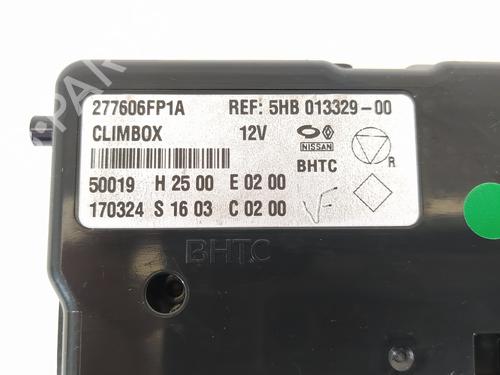 277606FP1A REF: 5HB 013329-00
CLIMBOX 12V NISSAN
BHTC R
50019 H 25 00 E 02 00
170324 S 16 03 C 02 00
VF
BHTC